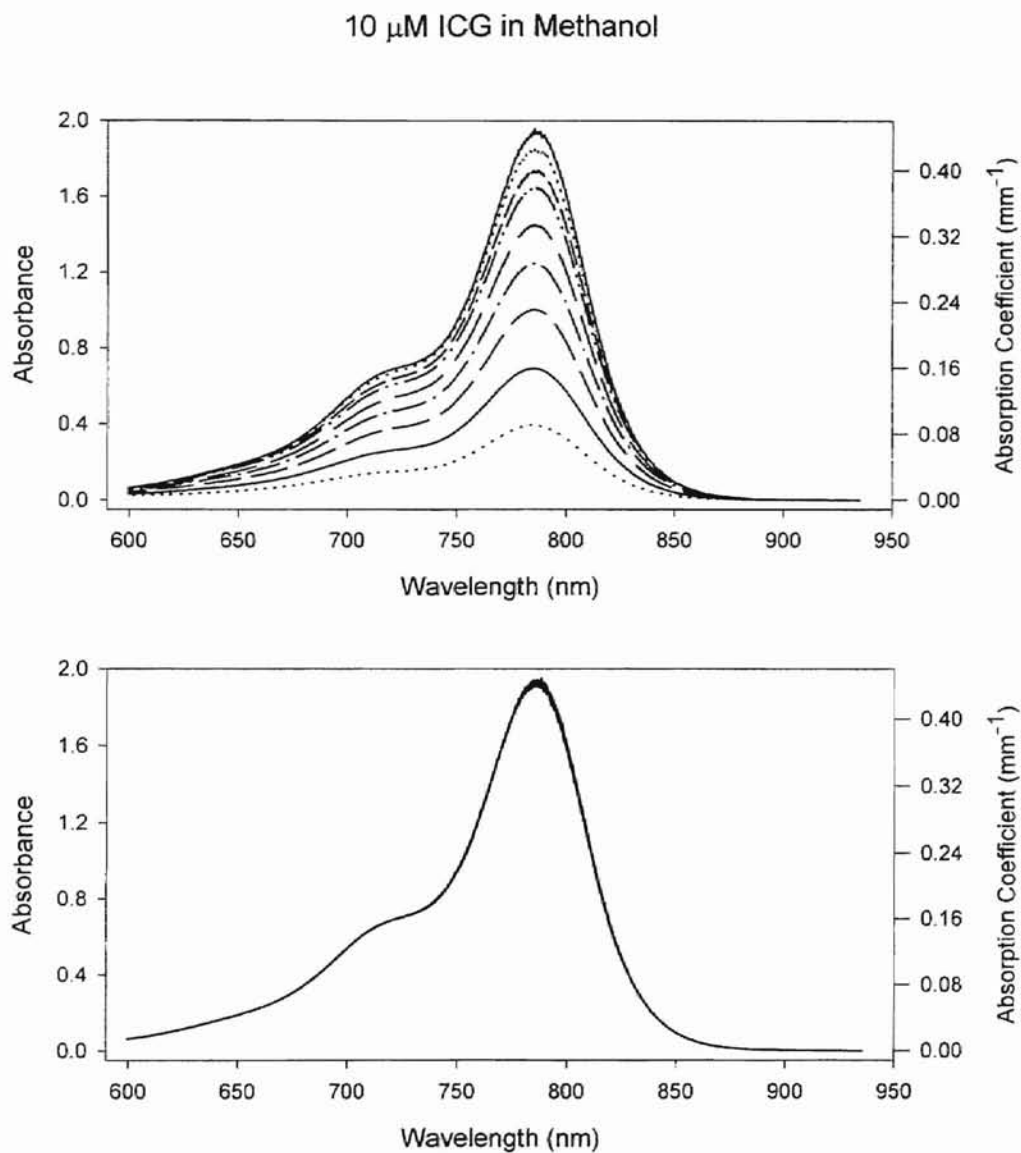 10 μM ICG in Methanol
2.0
1.6
1.2
0.8
0.4
0.0
Absorbance
0.40
0.32
0.24
0.16
0.08
0.00
Absorption Coefficient (mm⁻¹)
600 650 700 750 800 850 900 950
Wavelength (nm)
2.0
1.6
1.2
0.8
0.4
0.0
Absorbance
0.40
0.32
0.24
0.16
0.08
0.00
Absorption Coefficient (mm⁻¹)
600 650 700 750 800 850 900 950
Wavelength (nm)